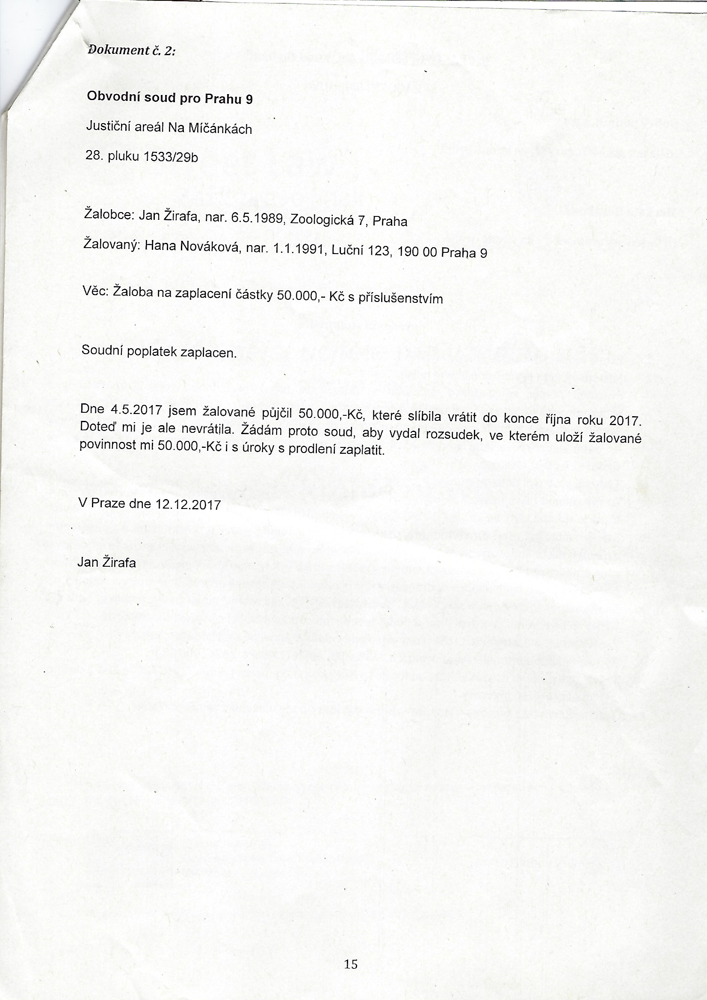 Dokument č. 2:
Obvodní soud pro Prahu 9
Justiční areál Na Míčánkách
28. pluku 1533/29b
Žalobce: Jan Žirafa, nar. 6.5.1989, Zoologická 7, Praha
Žalovaný: Hana Nováková, nar. 1.1.1991, Luční 123, 190 00 Praha 9
Věc: Žaloba na zaplacení částky 50.000,- Kč s příslušenstvím
Soudní poplatek zaplacen.
Dne 4.5.2017 jsem žalované půjčil 50.000,-Kč, které slíbila vrátit do konce října roku 2017.
Doteď mi je ale nevrátila. Žádám proto soud, aby vydal rozsudek, ve kterém uloží žalované
povinnost mi 50.000,-Kč i s úroky s prodlení zaplatit.
V Praze dne 12.12.2017
Jan Žirafa
15